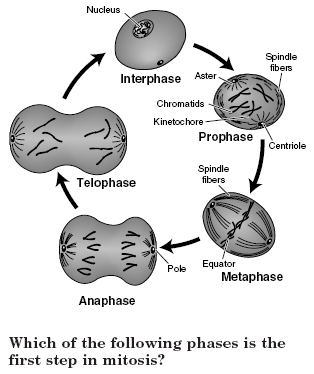 Nucleus
Interphase
Spindle
fibers
Aster
Chromatids
Kinetochore
Prophase
Centriole
Spindle
fibers
Telophase
Equator
Metaphase
Pole
Anaphase
Which of the following phases is the
first step in mitosis?